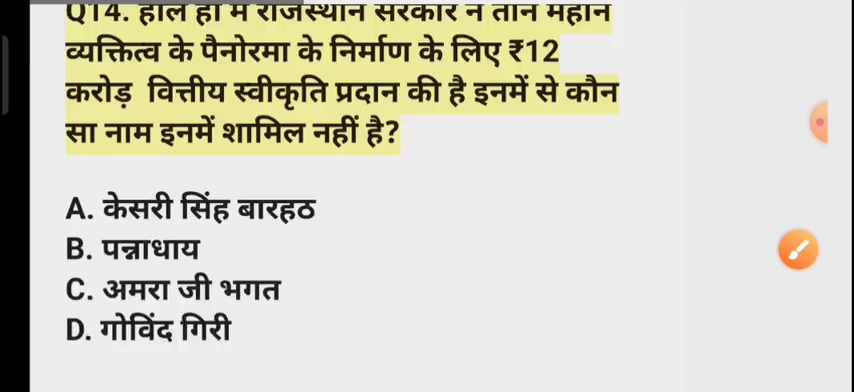 Q14. हाल ही में राजस्थान सरकार ने तीन महान
व्यक्तित्व के पैनोरमा के निर्माण के लिए ₹12
करोड़ वित्तीय स्वीकृति प्रदान की है इनमें से कौन
सा नाम इनमें शामिल नहीं है?
A. केसरी सिंह बारहठ
B. पन्नाधाय
C. अमरा जी भगत
D. गोविंद गिरी